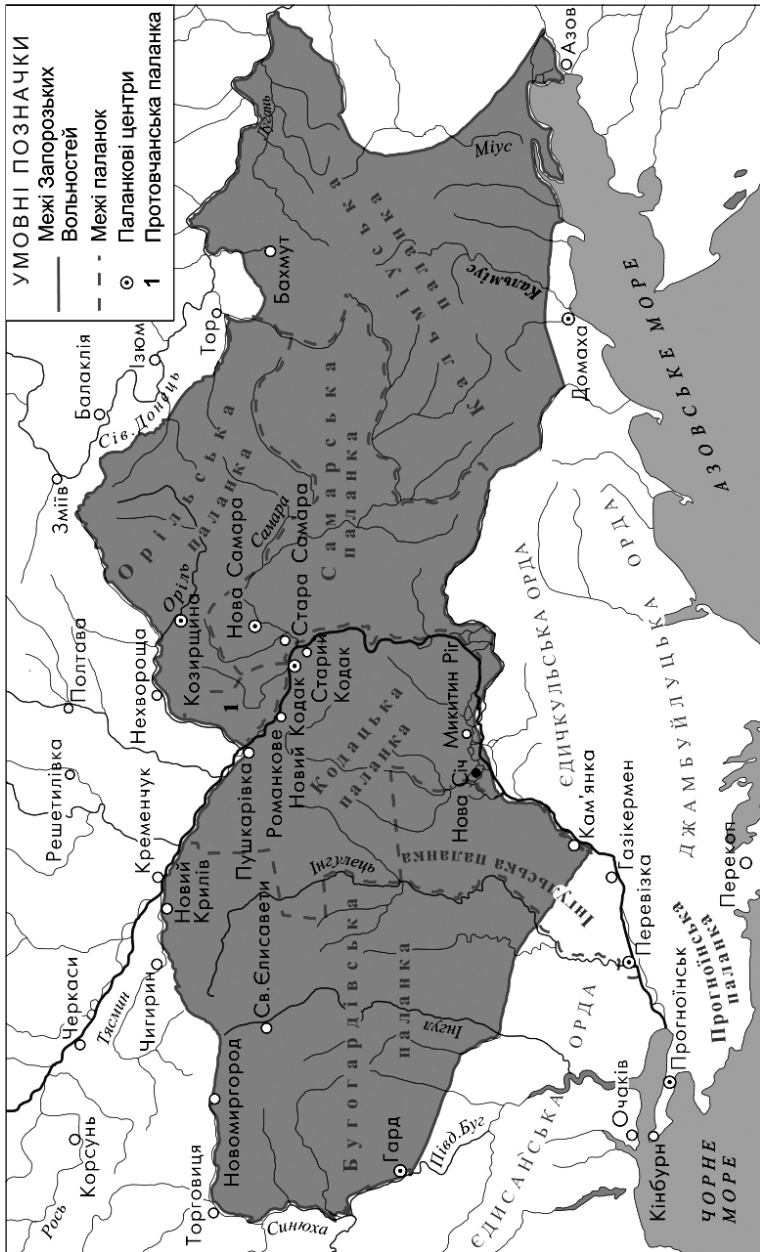 УМОВНІ ПОЗНАЧКИ
Межі Запорозьких
Вольностей
Межі паланок
Паланкові центри
1 Протовчанська паланка
Азов
Лугань
Міус
Бахмут
Кальміуська
паланка
Кальміус
Домаха
АЗОВСЬКЕ МОРЕ
Балаклія
Ізюм
Тор
Сів. Донець
Зміїв
Орільська
паланка
Самарська
паланка
Оріль
Самара
Козирщина
Нова Самара
Стара Самара
Старий
Кодак
Новий Кодак
1
Полтава
Нехвороща
Решетилівка
Кременчук
Новий
Крилів
Пушкарівка
Романкове
Кодацька
паланка
Микитин Ріг
Нова Січ
ЄДИЧКУЛЬСЬКА ОРДА
ДЖАМБУЙЛУЦЬКА ОРДА
Кам'янка
Газікермен
Перевізка
Перекоп
Інгулець
Інгульська паланка
Черкаси
Тясмин
Чигирин
Св. Єлисавети
Бугогардівська
паланка
Інгул
Новомиргород
Корсунь
Рось
Торговиця
Синюха
Гард
Півд. Буг
ЄДИСАНСЬКА ОРДА
Очаків
Кінбурн
Прогноїнськ
Прогноїнська
паланка
ЧОРНЕ
МОРЕ